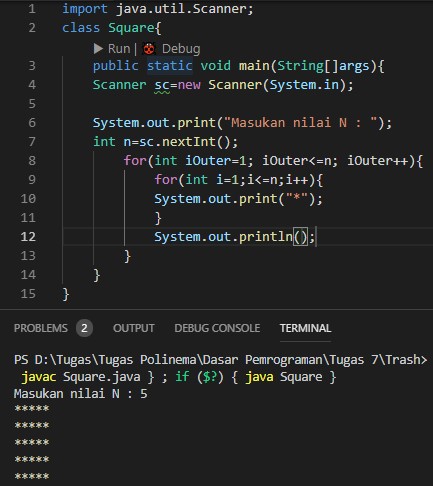 1 import java.util.Scanner;
2 class Square{
Run | Debug
3 public static void main(String[]args){
4 Scanner sc=new Scanner(System.in);
5
6 System.out.print("Masukan nilai N : ");
7 int n=sc.nextInt();
8 for(int iOuter=1; iOuter<=n; iOuter++){
9 for(int i=1;i<=n;i++){
10 System.out.print("*");
11 }
12 System.out.println();
13 }
14 }
15 }
PROBLEMS 2 OUTPUT DEBUG CONSOLE TERMINAL
PS D:\Tugas\Tugas Polinema\Dasar Pemrograman\Tugas 7\Trash>
javac Square.java } ; if ($?) { java Square }
Masukan nilai N : 5
*****
*****
*****
*****
*****